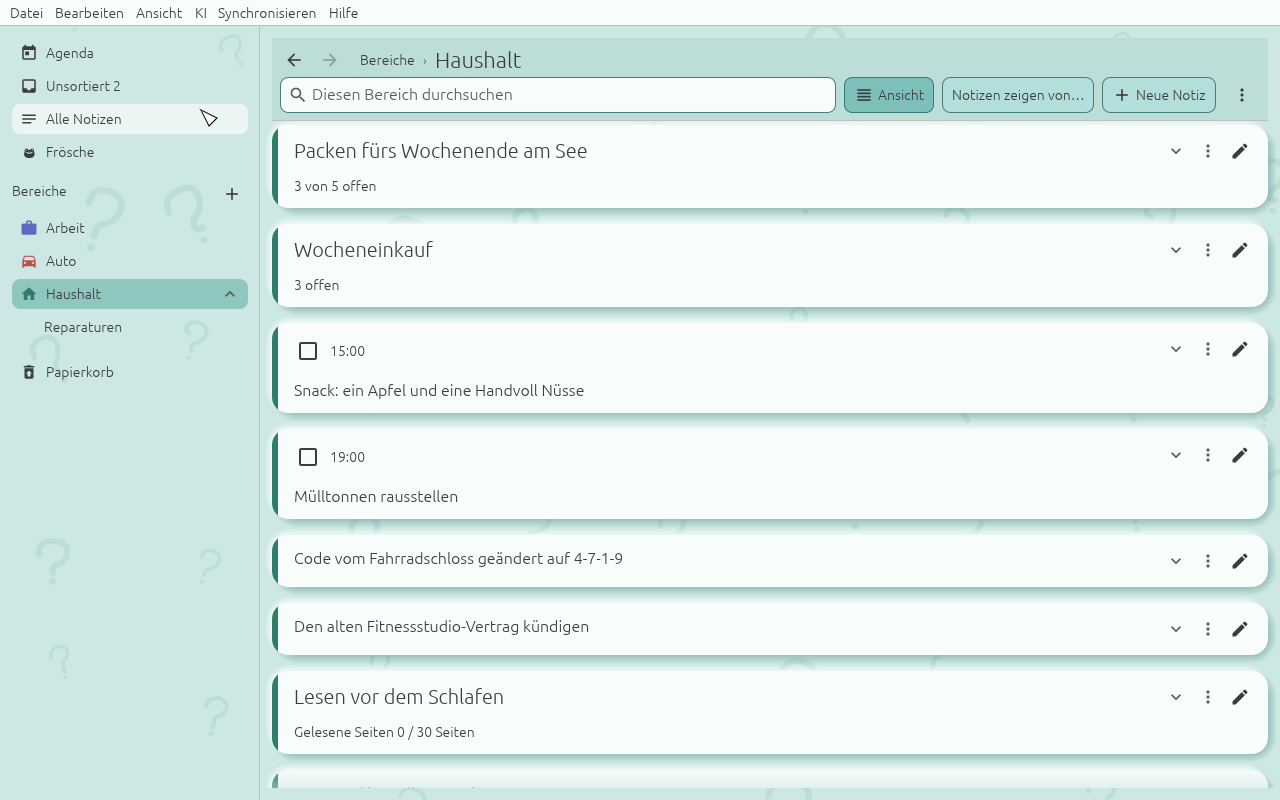 Datei Bearbeiten Ansicht KI Synchronisieren Hilfe
Agenda
Unsortiert 2
Alle Notizen
Frösche
Bereiche
Arbeit
Auto
Haushalt
Reparaturen
Papierkorb
Bereiche › Haushalt
Diesen Bereich durchsuchen
Ansicht
Notizen zeigen von…
Neue Notiz
Packen fürs Wochenende am See
3 von 5 offen
Wocheneinkauf
3 offen
15:00
Snack: ein Apfel und eine Handvoll Nüsse
19:00
Mülltonnen rausstellen
Code vom Fahrradschloss geändert auf 4-7-1-9
Den alten Fitnessstudio-Vertrag kündigen
Lesen vor dem Schlafen
Gelesene Seiten 0 / 30 Seiten